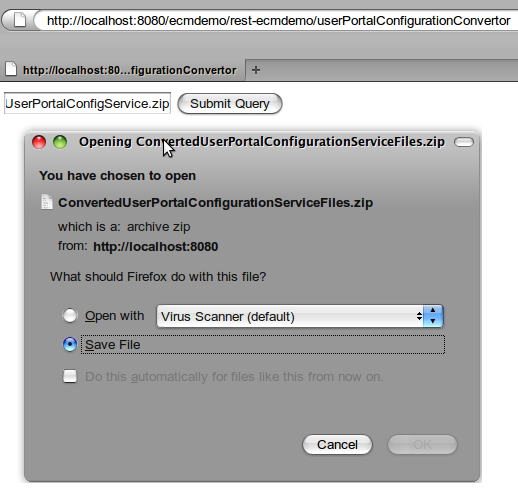 http://localhost:8080/ecmdemo/rest-ecmdemo/userPortalConfigurationConvertor
http://localhost:80...figurationConvertor
UserPortalConfigService.zip Submit Query
Opening ConvertedUserPortalConfigurationServiceFiles.zip
You have chosen to open
ConvertedUserPortalConfigurationServiceFiles.zip
which is a: archive zip
from: http://localhost:8080
What should Firefox do with this file?
Open with Virus Scanner (default)
Save File
Do this automatically for files like this from now on.
Cancel OK